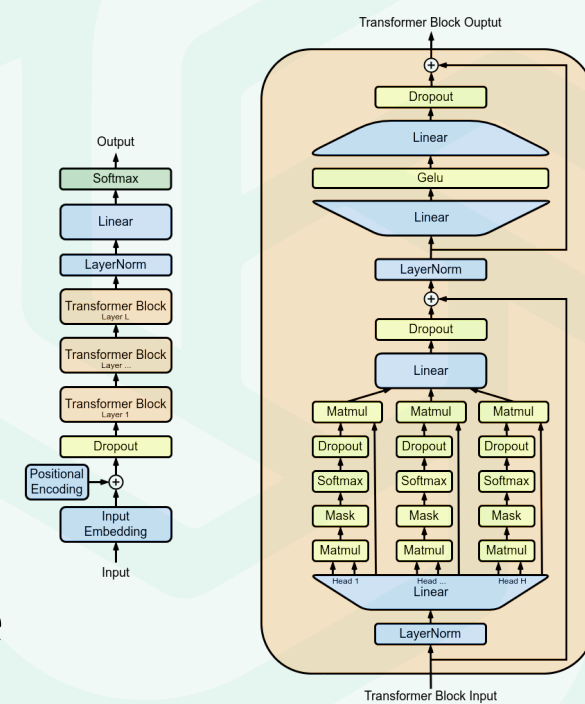 Output
Softmax
Linear
LayerNorm
Transformer Block
Layer L
Transformer Block
Layer ...
Transformer Block
Layer 1
Dropout
Positional
Encoding
+
Input
Embedding
Input
Transformer Block Ouptut
+
Dropout
Linear
Gelu
Linear
LayerNorm
+
Dropout
Linear
Matmul Matmul Matmul
Dropout Dropout Dropout
Softmax Softmax Softmax
Mask Mask Mask
Matmul Matmul Matmul
Head 1 Head ... Head H
Linear
LayerNorm
Transformer Block Input